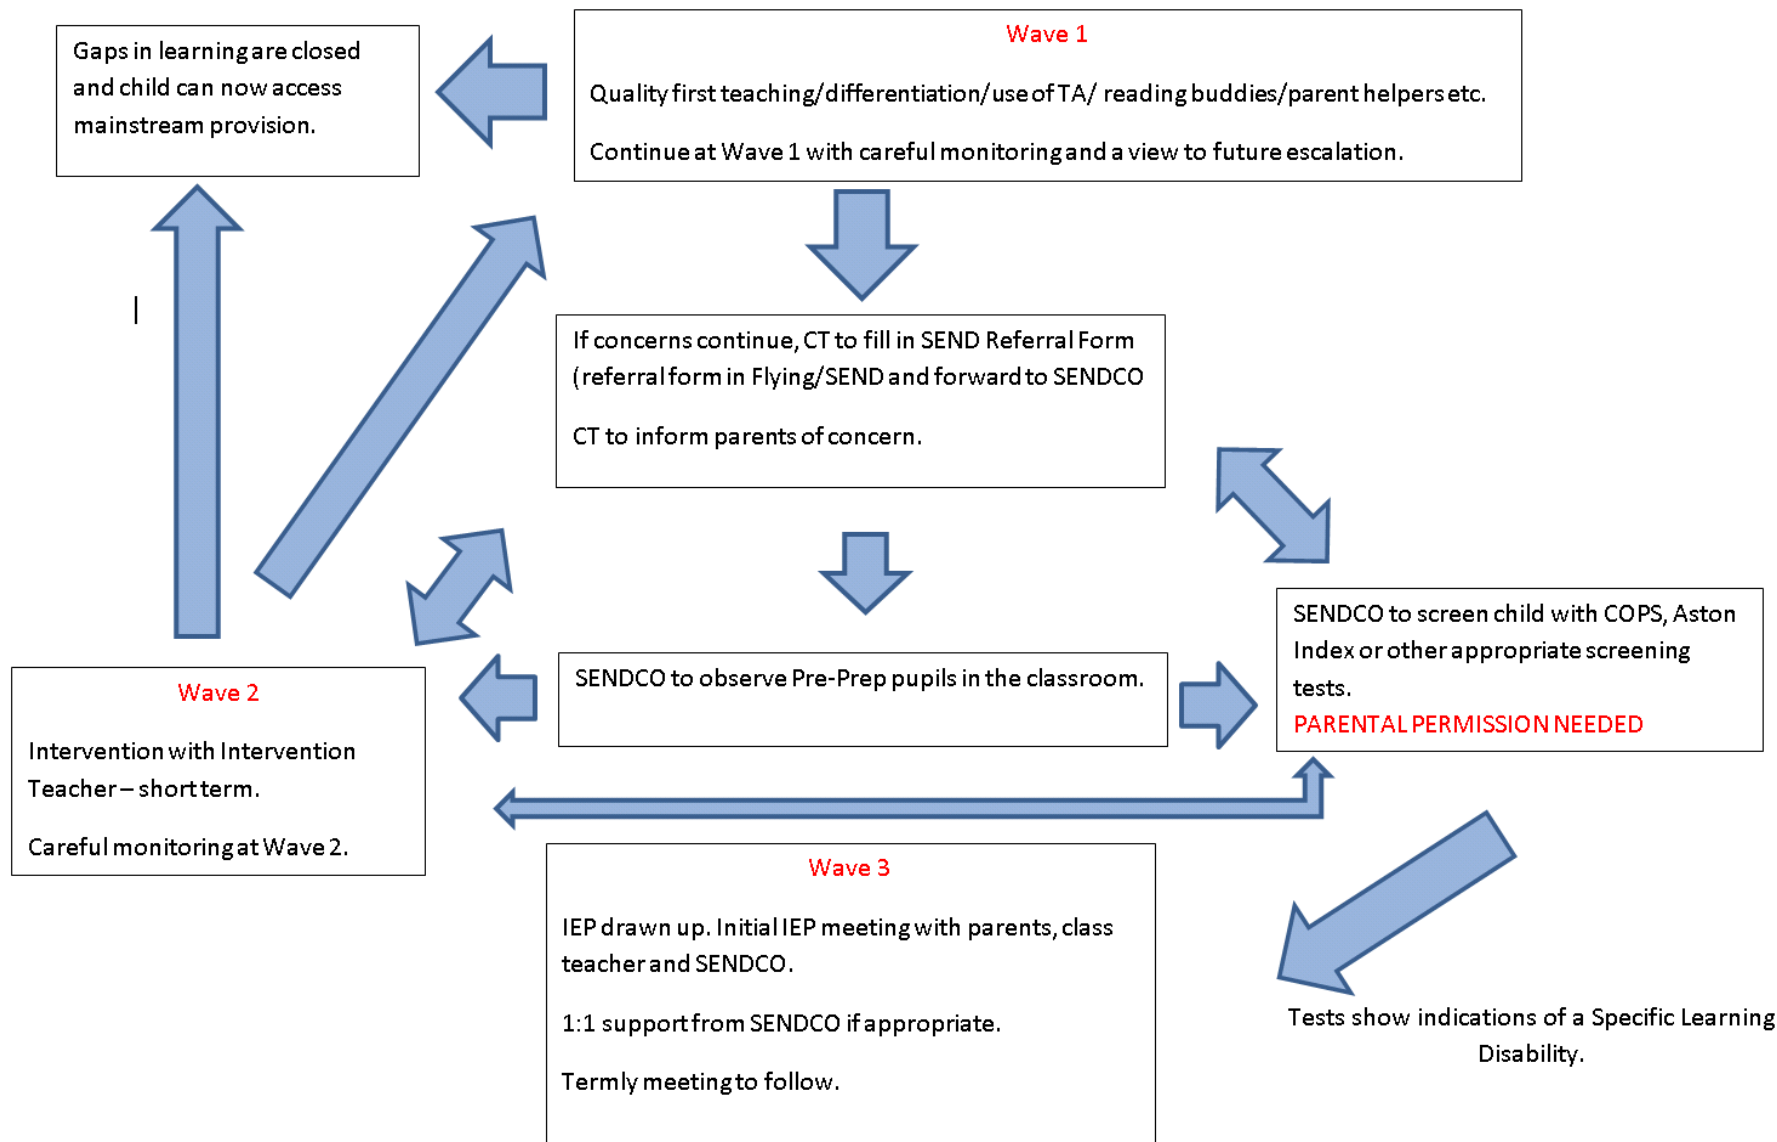 Gaps in learning are closed
and child can now access
mainstream provision.
Wave 1
Quality first teaching/differentiation/use of TA/ reading buddies/parent helpers etc.
Continue at Wave 1 with careful monitoring and a view to future escalation.
If concerns continue, CT to fill in SEND Referral Form
(referral form in Flying/SEND and forward to SENDCO
CT to inform parents of concern.
Wave 2
Intervention with Intervention
Teacher – short term.
Careful monitoring at Wave 2.
SENDCO to observe Pre-Prep pupils in the classroom.
SENDCO to screen child with COPS, Aston
Index or other appropriate screening
tests.
PARENTAL PERMISSION NEEDED
Wave 3
IEP drawn up. Initial IEP meeting with parents, class
teacher and SENDCO.
1:1 support from SENDCO if appropriate.
Termly meeting to follow.
Tests show indications of a Specific Learning
Disability.